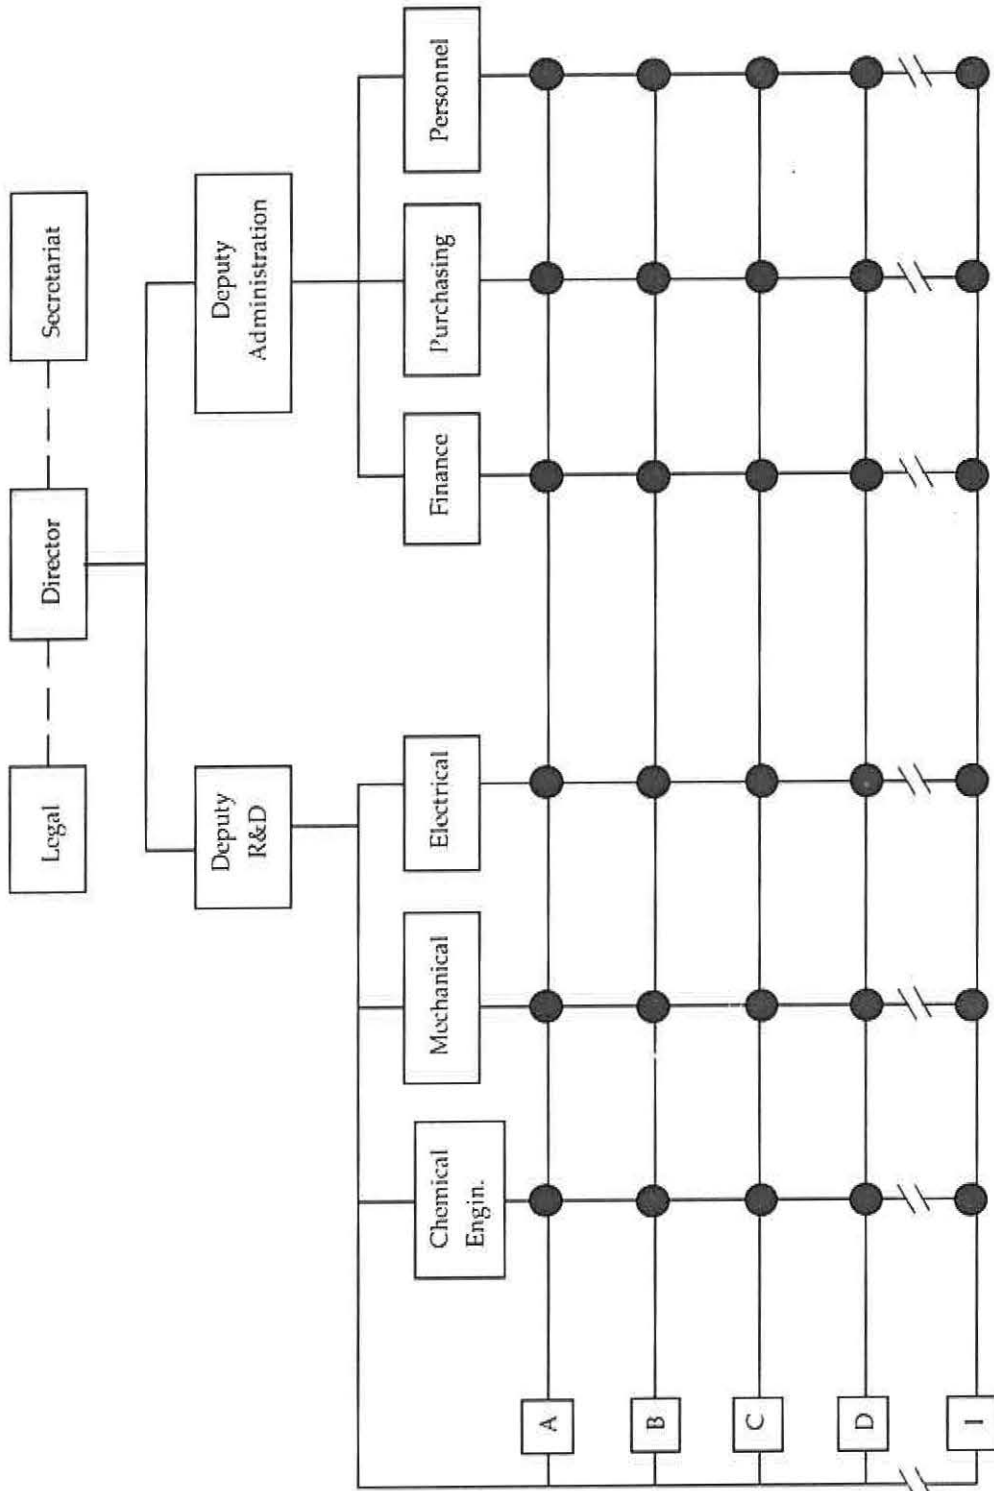 Legal
Director
Secretariat
Deputy
R&D
Deputy
Administration
Chemical
Engin.
Mechanical
Electrical
Finance
Purchasing
Personnel
A
B
C
D
I